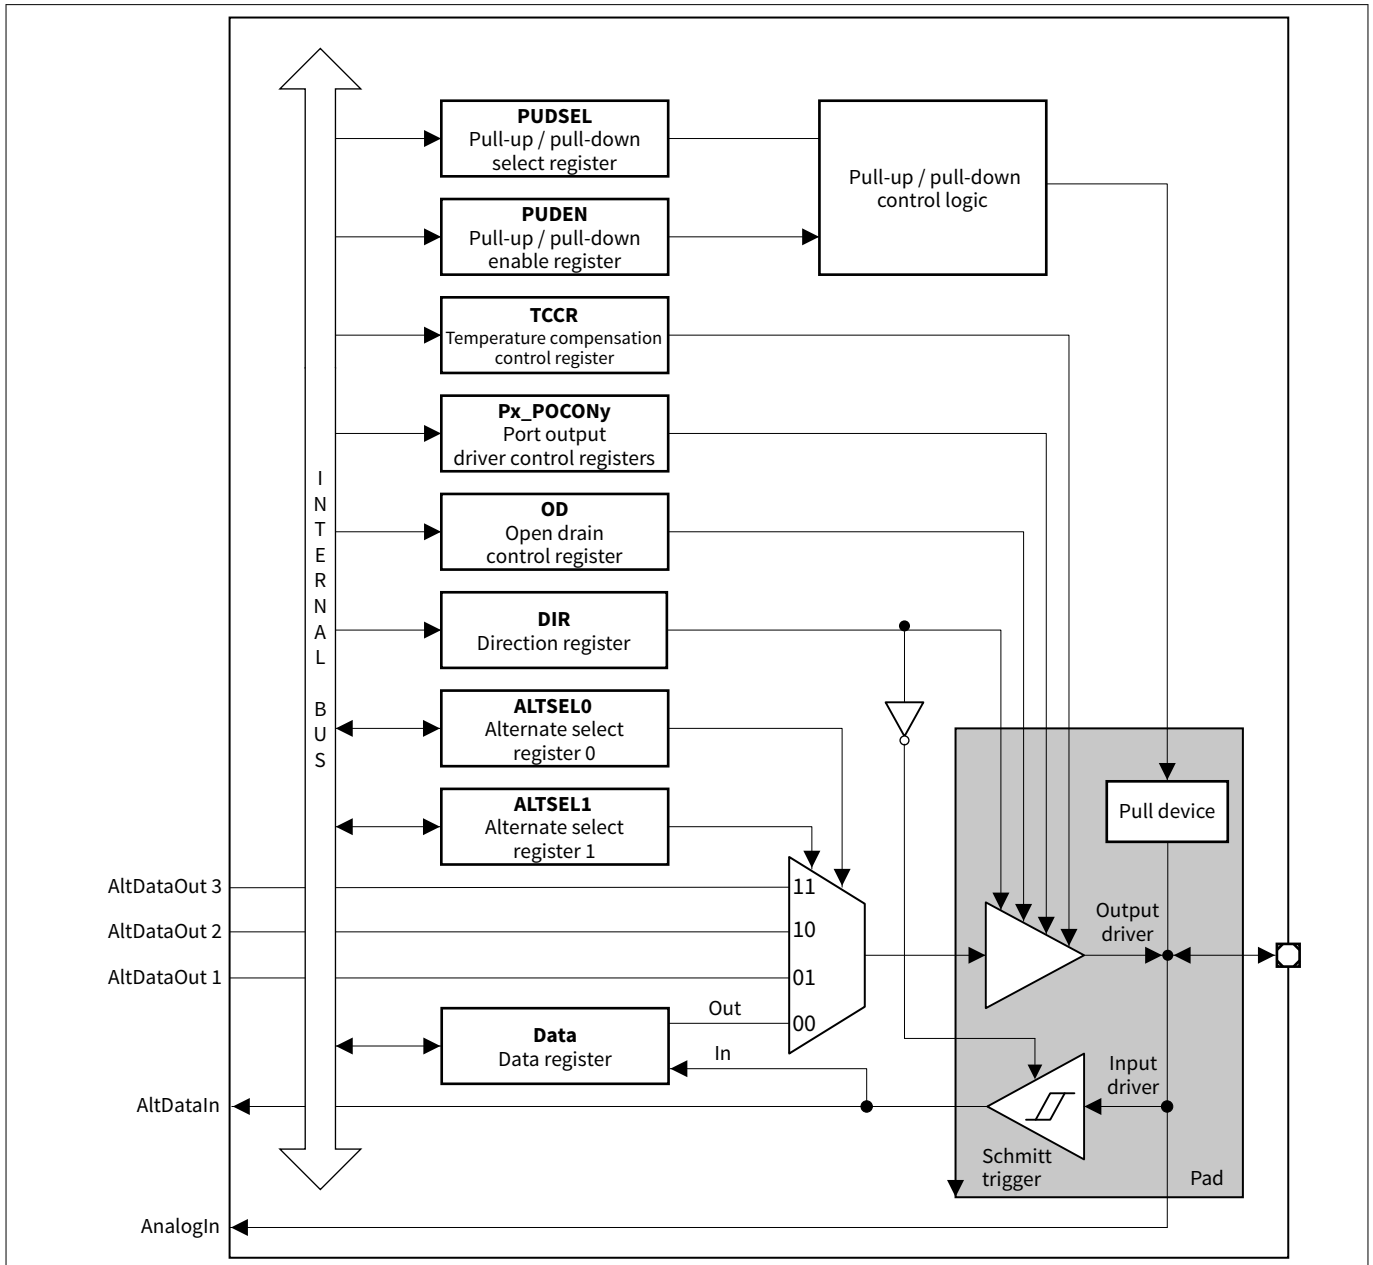 PUDSEL
Pull-up / pull-down
select register
Pull-up / pull-down
control logic
PUDEN
Pull-up / pull-down
enable register
TCCR
Temperature compensation
control register
Px_POCONy
Port output
driver control registers
INTERNAL BUS
OD
Open drain
control register
DIR
Direction register
ALTSEL0
Alternate select
register 0
Pull device
ALTSEL1
Alternate select
register 1
AltDataOut 3
11
AltDataOut 2
10
Output
driver
AltDataOut 1
01
Out
00
Data
Data register
In
Input
driver
AltDataIn
Schmitt
trigger
Pad
AnalogIn